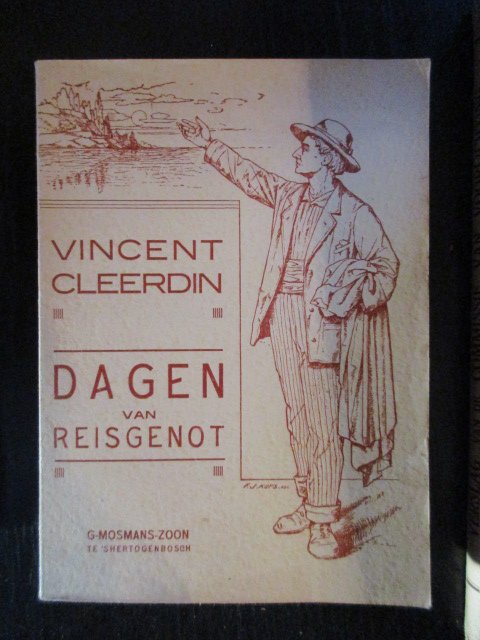 VINCENT
CLEERDIN
DAGEN
VAN
REISGENOT
G-MOSMANS-ZOON
TE 'SHERTOGENBOSCH